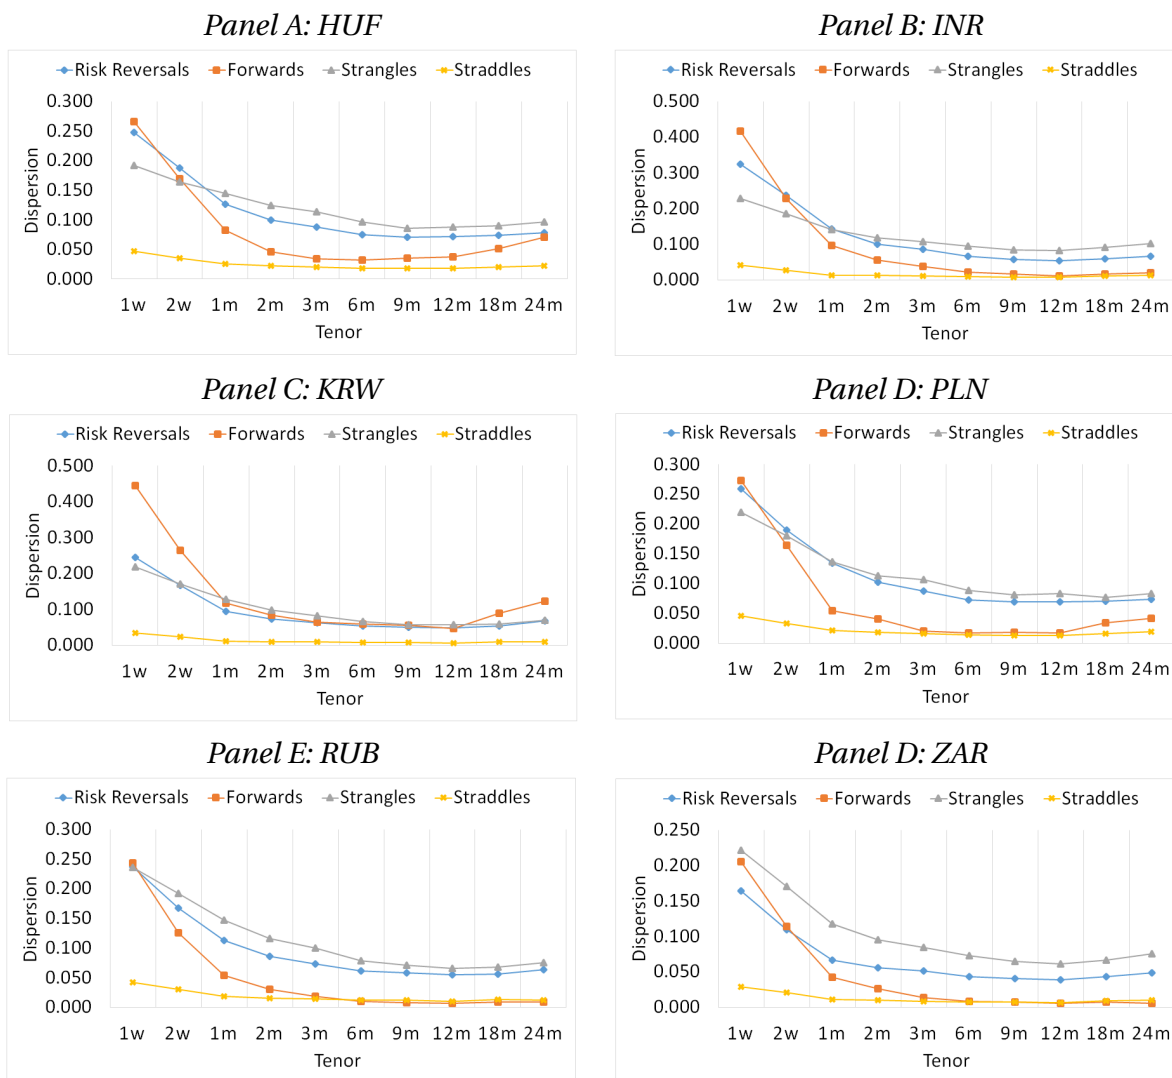 Panel A: HUF
Risk Reversals Forwards Strangles Straddles
0.300
0.250
0.200
0.150
0.100
0.050
0.000
Dispersion
1w 2w 1m 2m 3m 6m 9m 12m 18m 24m
Tenor
Panel B: INR
Risk Reversals Forwards Strangles Straddles
0.500
0.400
0.300
0.200
0.100
0.000
Dispersion
1w 2w 1m 2m 3m 6m 9m 12m 18m 24m
Tenor
Panel C: KRW
Risk Reversals Forwards Strangles Straddles
0.500
0.400
0.300
0.200
0.100
0.000
Dispersion
1w 2w 1m 2m 3m 6m 9m 12m 18m 24m
Tenor
Panel D: PLN
Risk Reversals Forwards Strangles Straddles
0.300
0.250
0.200
0.150
0.100
0.050
0.000
Dispersion
1w 2w 1m 2m 3m 6m 9m 12m 18m 24m
Tenor
Panel E: RUB
Risk Reversals Forwards Strangles Straddles
0.300
0.250
0.200
0.150
0.100
0.050
0.000
Dispersion
1w 2w 1m 2m 3m 6m 9m 12m 18m 24m
Tenor
Panel D: ZAR
Risk Reversals Forwards Strangles Straddles
0.250
0.200
0.150
0.100
0.050
0.000
Dispersion
1w 2w 1m 2m 3m 6m 9m 12m 18m 24m
Tenor